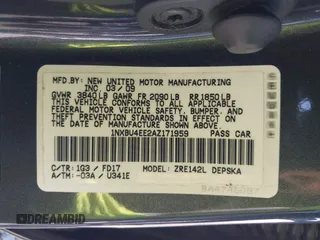 MFD.BY: NEW UNITED MOTOR MANUFACTURING
INC. 03/09
GVWR 3840LB GAWR FR 2090LB RR1850LB
THIS VEHICLE CONFORMS TO ALL APPLICABLE
FEDERAL MOTOR VEHICLE SAFETY, BUMPER,
AND THEFT PREVENTION STANDARDS IN EFFECT
ON THE DATE OF MANUFACTURE SHOWN ABOVE.
1NXBU4EE2AZ171959 PASS CAR
C/TR:1G3 / FD17 MODEL: ZRE142L DEPSKA
A/TM:-03A / U341E
DREAMBID